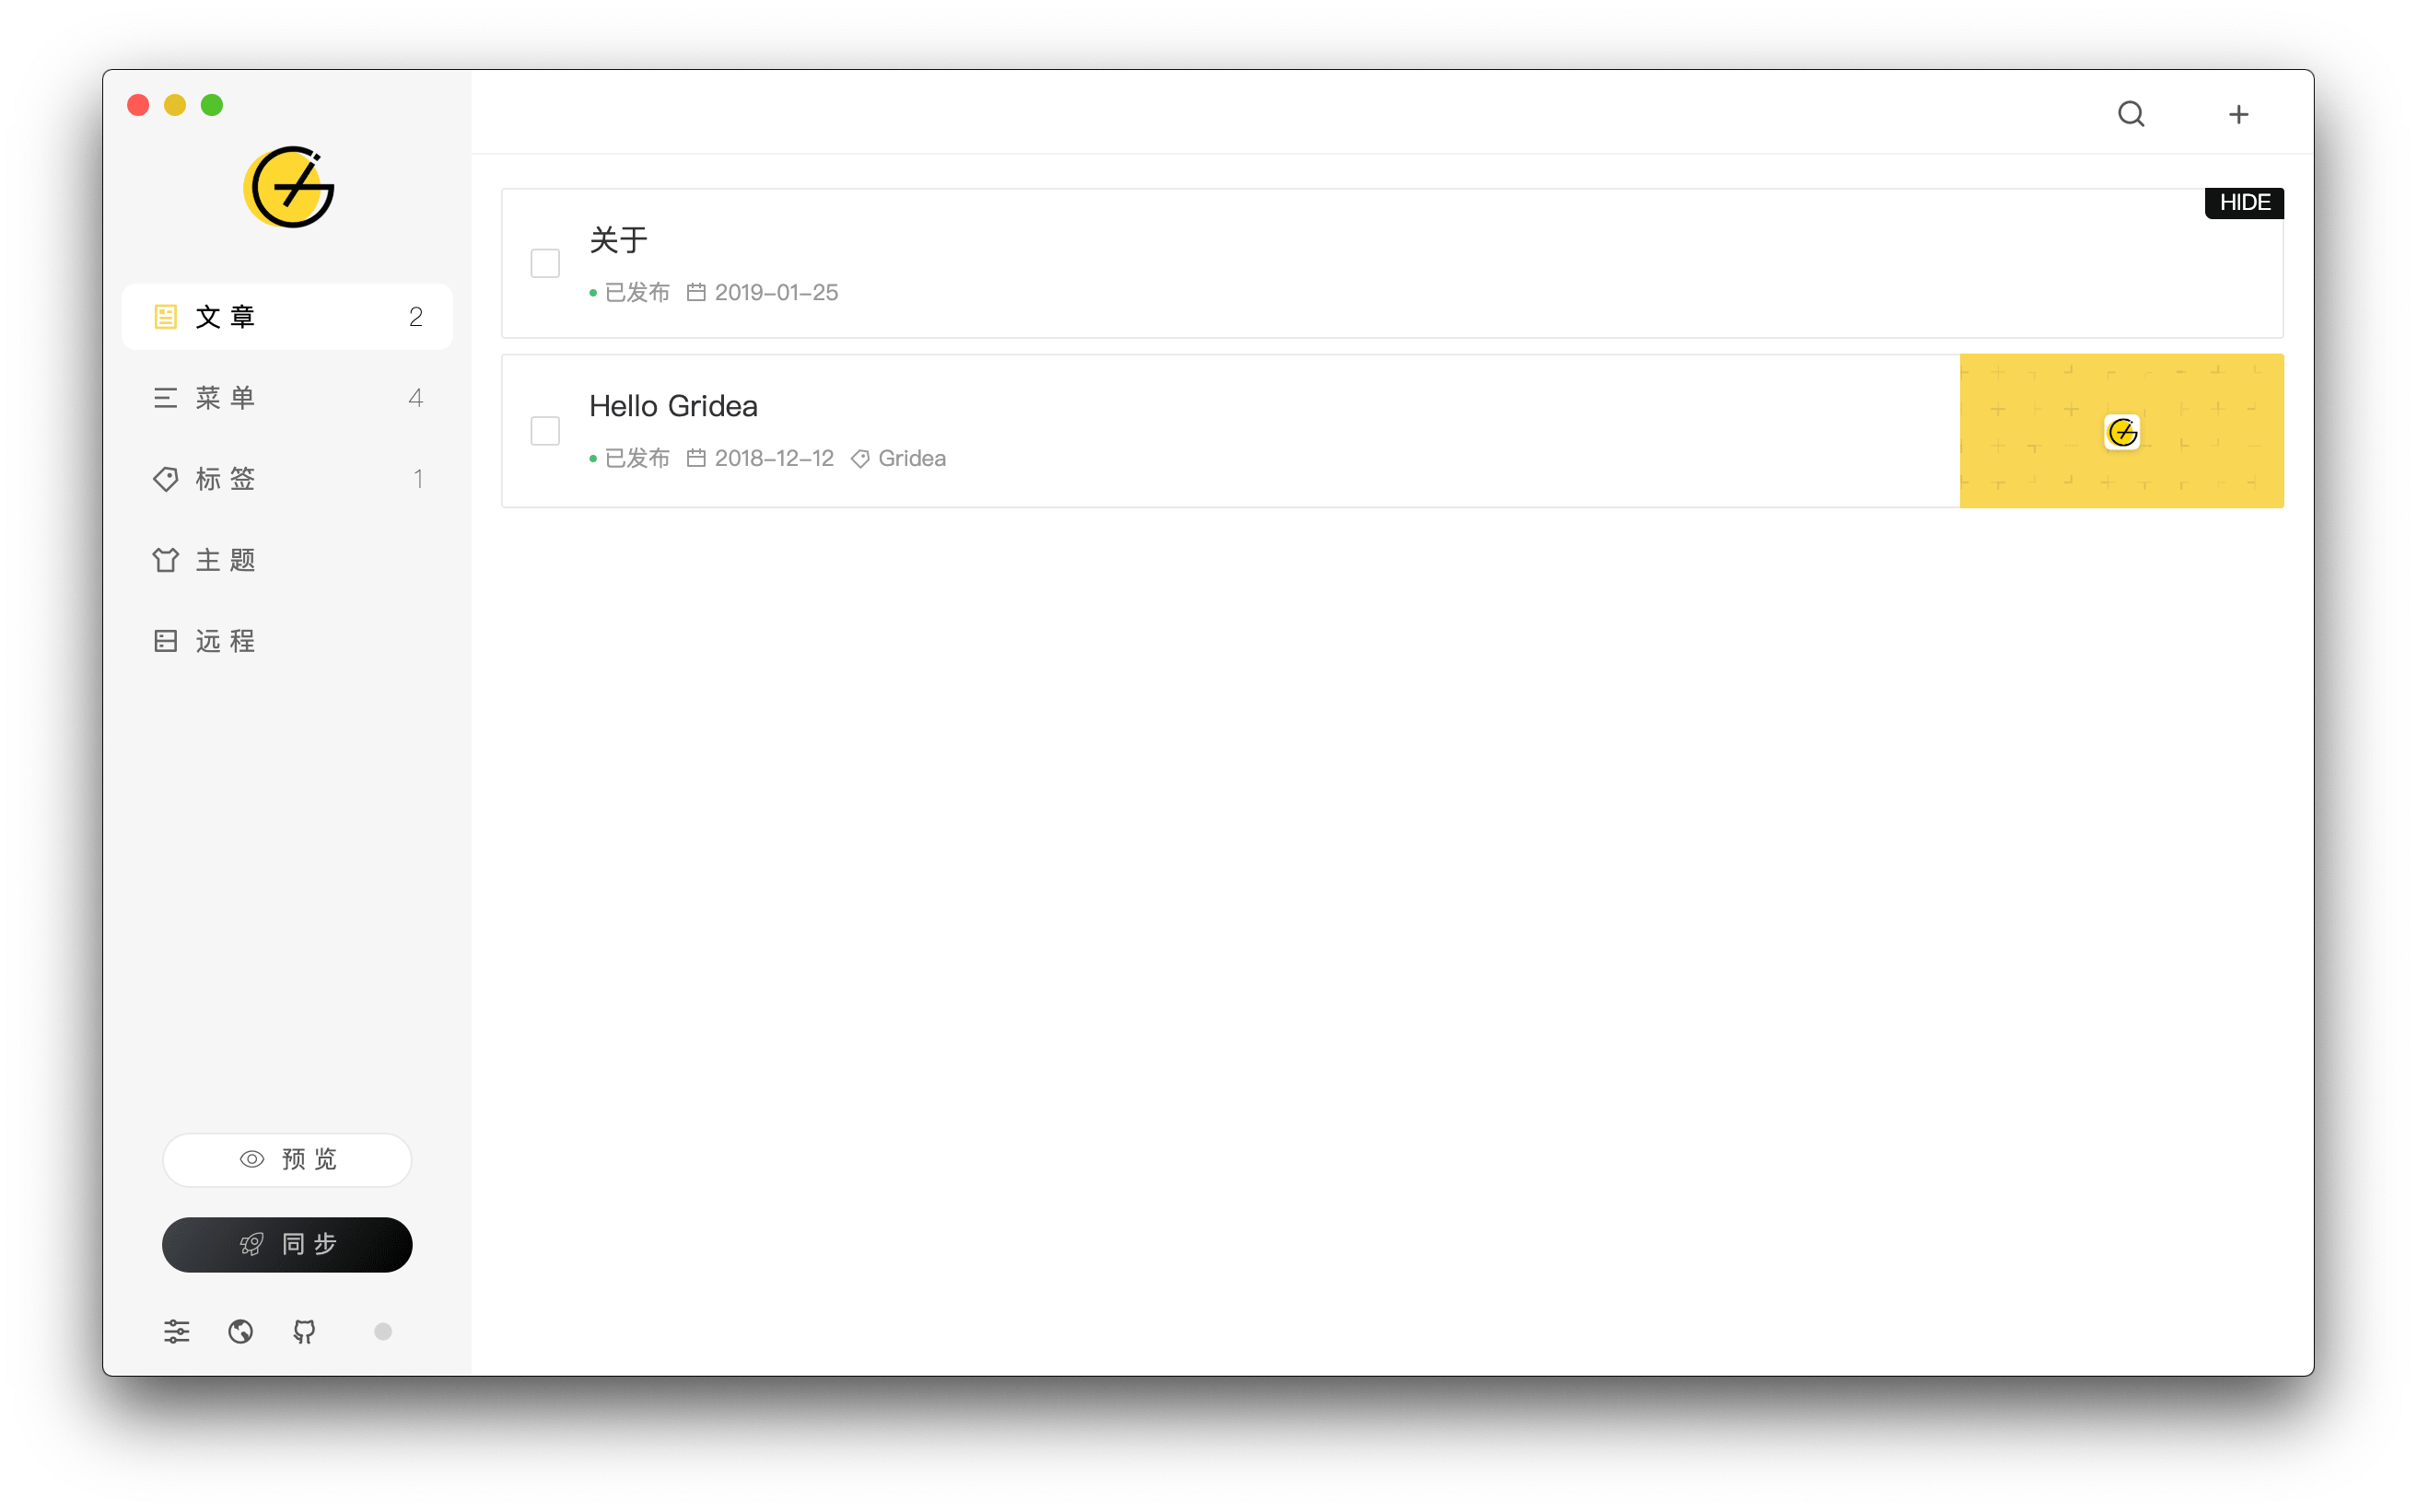 文章 2
菜单 4
标签 1
主题
远程
预览
同步
HIDE
关于
已发布 2019-01-25
Hello Gridea
已发布 2018-12-12 Gridea